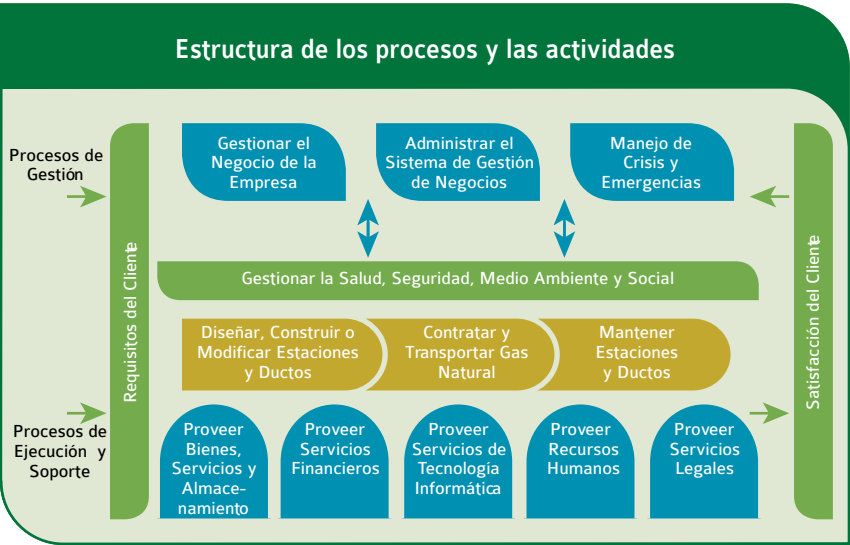 Estructura de los procesos y las actividades
Procesos de
Gestión
Requisitos del Cliente
Gestionar el
Negocio de la
Empresa
Administrar el
Sistema de Gestión
de Negocios
Manejo de
Crisis y
Emergencias
Satisfacción del Cliente
Gestionar la Salud, Seguridad, Medio Ambiente y Social
Diseñar, Construir o
Modificar Estaciones
y Ductos
Contratar y
Transportar Gas
Natural
Mantener
Estaciones
y Ductos
Procesos de
Ejecución y
Soporte
Proveer
Bienes,
Servicios y
Almace-
namiento
Proveer
Servicios
Financieros
Proveer
Servicios de
Tecnología
Informática
Proveer
Recursos
Humanos
Proveer
Servicios
Legales